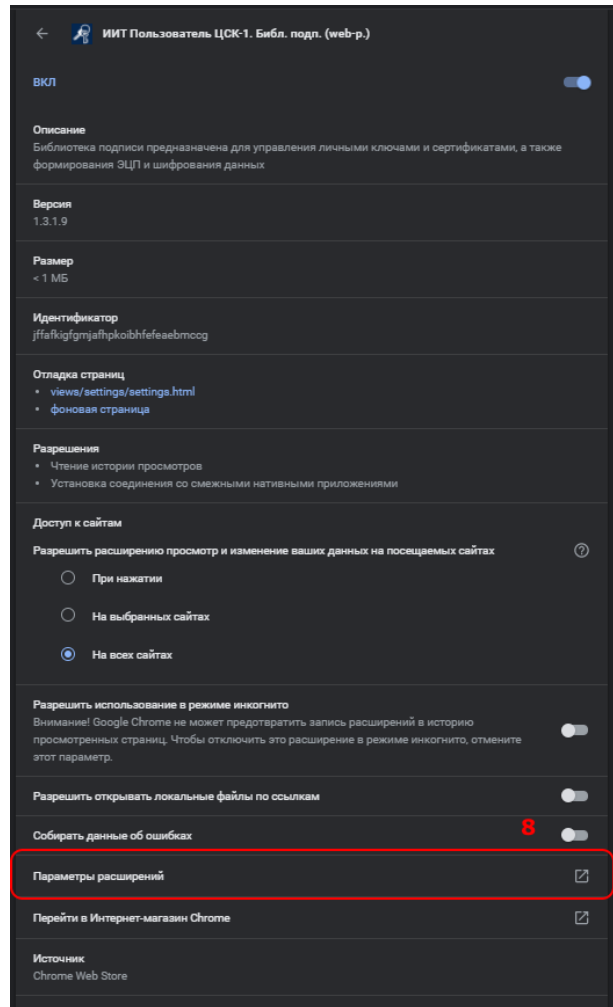 ИИТ Пользователь ЦСК-1. Библ. подп. (web-р.)
ВКЛ
Описание
Библиотека подписи предназначена для управления личными ключами и сертификатами, а также
формирования ЭЦП и шифрования данных
Версия
1.3.1.9
Размер
< 1 МБ
Идентификатор
jffafkigfgmjafhpkoibhfefeaebmccg
Отладка страниц
• views/settings/settings.html
• фоновая страница
Разрешения
• Чтение истории просмотров
• Установка соединения со смежными нативными приложениями
Доступ к сайтам
Разрешить расширению просмотр и изменение ваших данных на посещаемых сайтах
При нажатии
На выбранных сайтах
На всех сайтах
Разрешить использование в режиме инкогнито
Внимание! Google Chrome не может предотвратить запись расширений в историю
просмотренных страниц. Чтобы отключить это расширение в режиме инкогнито, отмените
этот параметр.
Разрешить открывать локальные файлы по ссылкам
Собирать данные об ошибках
8
Параметры расширений
Перейти в Интернет-магазин Chrome
Источник
Chrome Web Store